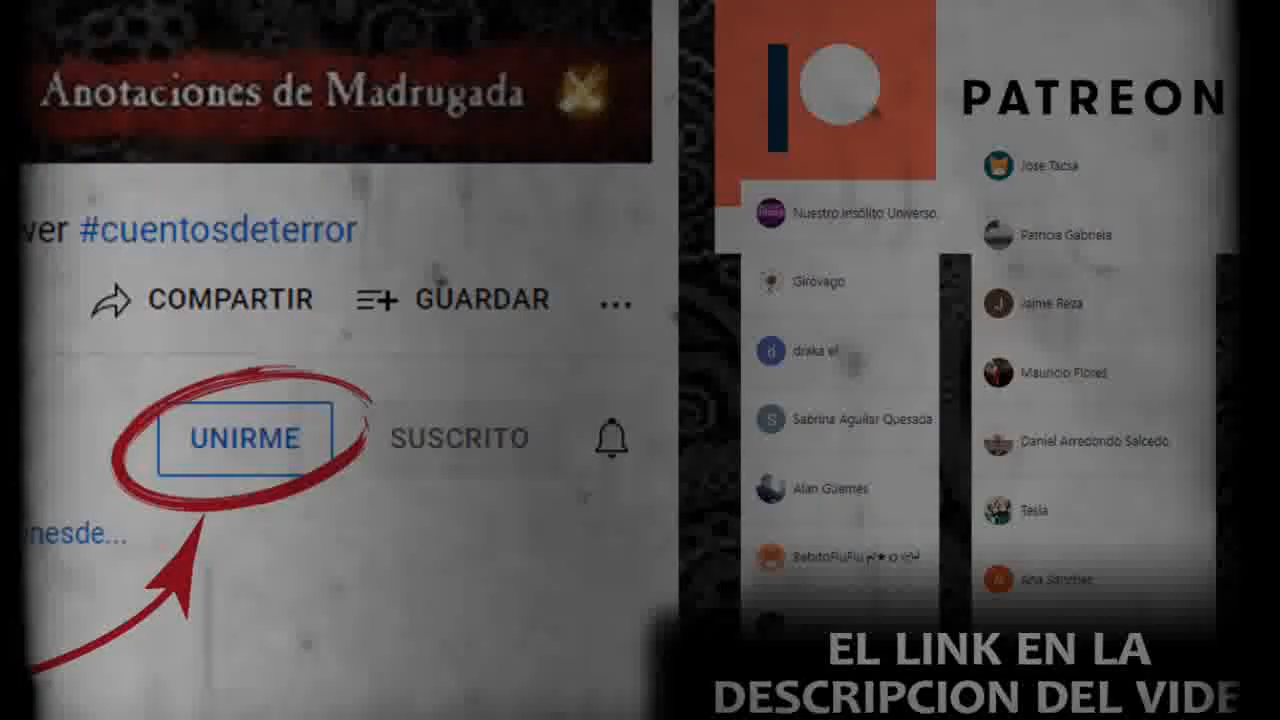 Anotaciones de Madrugada
ver #cuentosdeterror
COMPARTIR GUARDAR ...
UNIRME SUSCRITO
nesde...
PATREON
Nuestro Insólito Universo.
Giróvago
draka el
Sabrina Aguilar Quesada
Alan Güemes
BebitoFiuFiu
Jose Tacsa
Patricia Gabriela
Jaime Reza
J
Mauricio Flores
Daniel Arredondo Salcedo
Tesla
Ana Sánchez
d
S
EL LINK EN LA
DESCRIPCION DEL VIDE